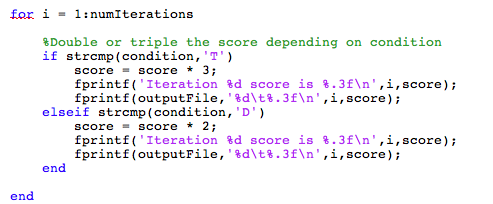 for i = 1:numIterations
%Double or triple the score depending on condition
if strcmp(condition,'T')
score = score * 3;
fprintf('Iteration %d score is %.3f\n',i,score);
fprintf(outputFile,'%d\t%.3f\n',i,score);
elseif strcmp(condition,'D')
score = score * 2;
fprintf('Iteration %d score is %.3f\n',i,score);
fprintf(outputFile,'%d\t%.3f\n',i,score);
end
end